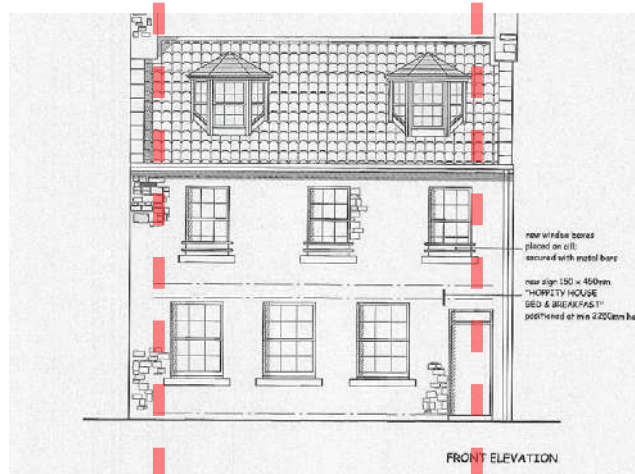 new window boxes
placed on cill:
secured with metal bars
new sign 150 x 450mm
"HOPPITY HOUSE
BED & BREAKFAST"
positioned at min 2250mm
FRONT ELEVATION